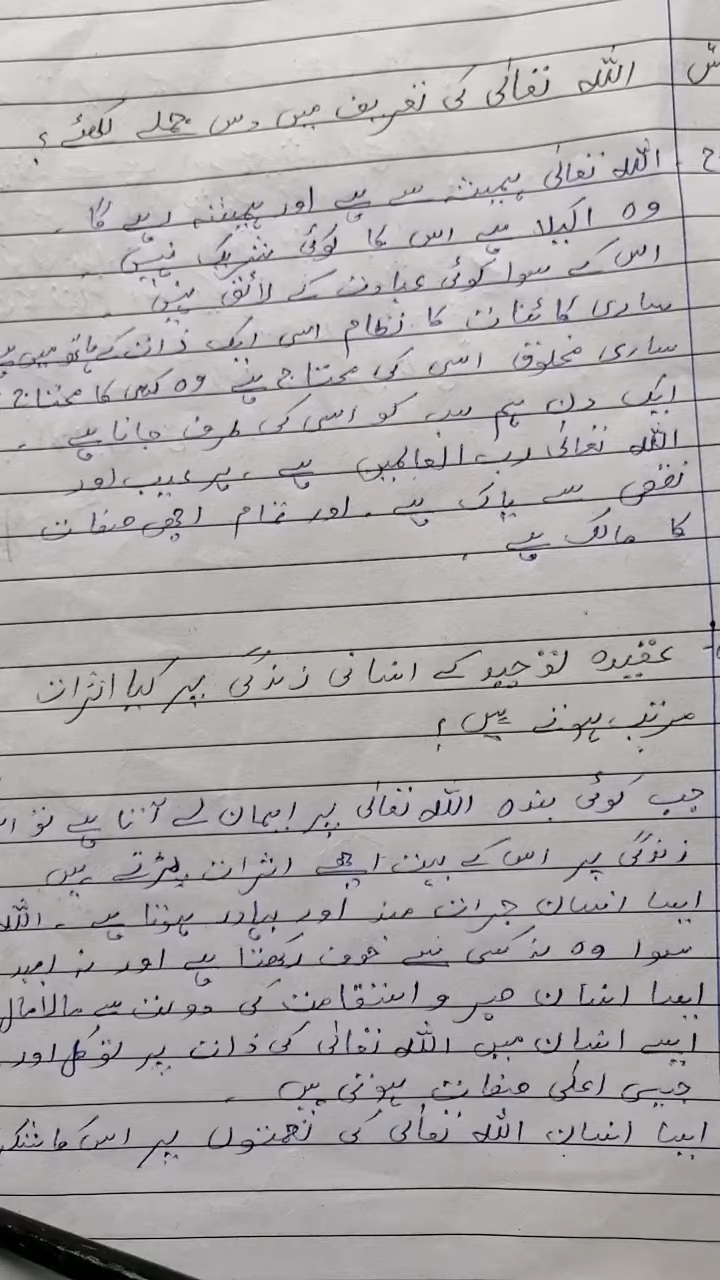 س اللہ تعالٰی کی تعریف میں دس جملے لکھئے؟
ج۔ اللہ تعالٰی ہمیشہ سے ہے اور ہمیشہ رہے گا۔
وہ اکیلا ہے اس کا کوئی شریک نہیں۔
اس کے سوا کوئی عبادت کے لائق نہیں۔
ساری کائنات کا نظام اسی ایک ذات کے ہاتھ میں ہے
ساری مخلوق اسی کی محتاج ہے وہ کسی کا محتاج
ایک دن ہم سب کو اسی کی طرف جانا ہے۔
اللہ تعالٰی رب العالمین ہے، ہر عیب اور
نقص سے پاک ہے۔ اور تمام اچھی صفات
کا مالک ہے۔
عقیدہ توحید کے انسانی زندگی پر کیا اثرات
مرتب ہوتے ہیں؟
جب کوئی بندہ اللہ تعالٰی پر ایمان لے آتا ہے تو
زندگی پر اس کے بہت اچھے اثرات پڑتے ہیں
ایسا انسان جرات مند اور بہادر ہوتا ہے۔ اللہ
سوا وہ نہ کسی سے خوف رکھتا ہے اور نہ امید
ایسا انسان صبر و استقامت کی دولت سے مالامال
ایسے انسان میں اللہ تعالٰی کی ذات پر توکل اور
جیسی اعلٰی صفات ہوتی ہیں۔
ایسا انسان اللہ تعالٰی کی نعمتوں پر اس کا شکر